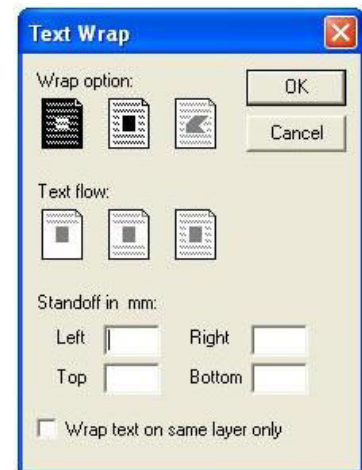 Text Wrap
Wrap option:
OK
Cancel
Text flow:
Standoff in mm:
Left
Right
Top
Bottom
Wrap text on same layer only